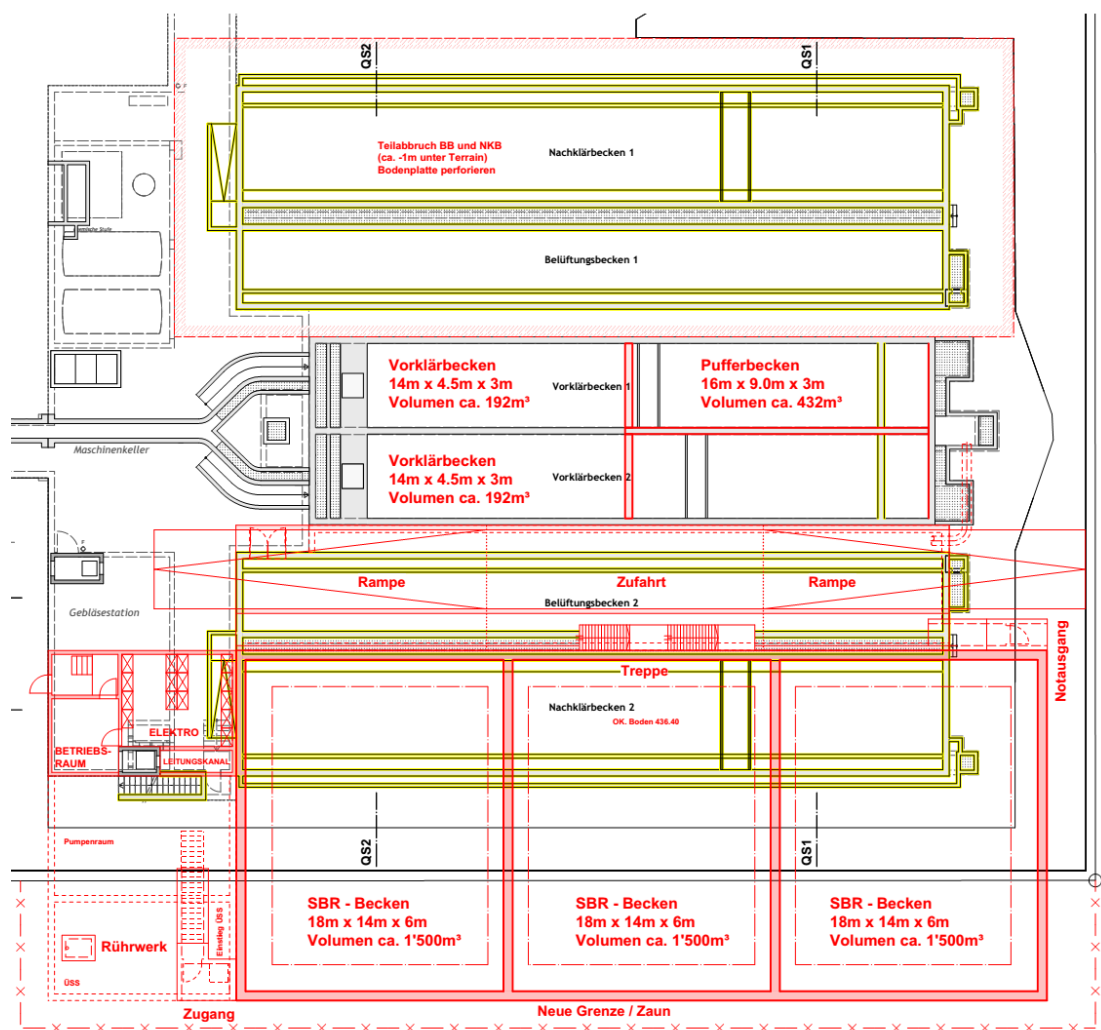 QS2
QS1
Teilabbruch BB und NKB
(ca. -1m unter Terrain)
Bodenplatte perforieren
Nachklärbecken 1
Belüftungsbecken 1
Vorklärbecken
14m x 4.5m x 3m
Volumen ca. 192m³
Vorklärbecken 1
Pufferbecken
16m x 9.0m x 3m
Volumen ca. 432m³
Maschinenkeller
Vorklärbecken
14m x 4.5m x 3m
Volumen ca. 192m³
Vorklärbecken 2
Rampe
Zufahrt
Rampe
Belüftungsbecken 2
Gebläsestation
Notausgang
Treppe
Nachklärbecken 2
OK. Boden 436.40
ELEKTRO
BETRIEBS-
RAUM
LEITUNGSKANAL
Pumpenraum
QS2
QS1
SBR - Becken
18m x 14m x 6m
Volumen ca. 1'500m³
SBR - Becken
18m x 14m x 6m
Volumen ca. 1'500m³
SBR - Becken
18m x 14m x 6m
Volumen ca. 1'500m³
Rührwerk
Einstieg ÜSS
ÜSS
Zugang
Neue Grenze / Zaun